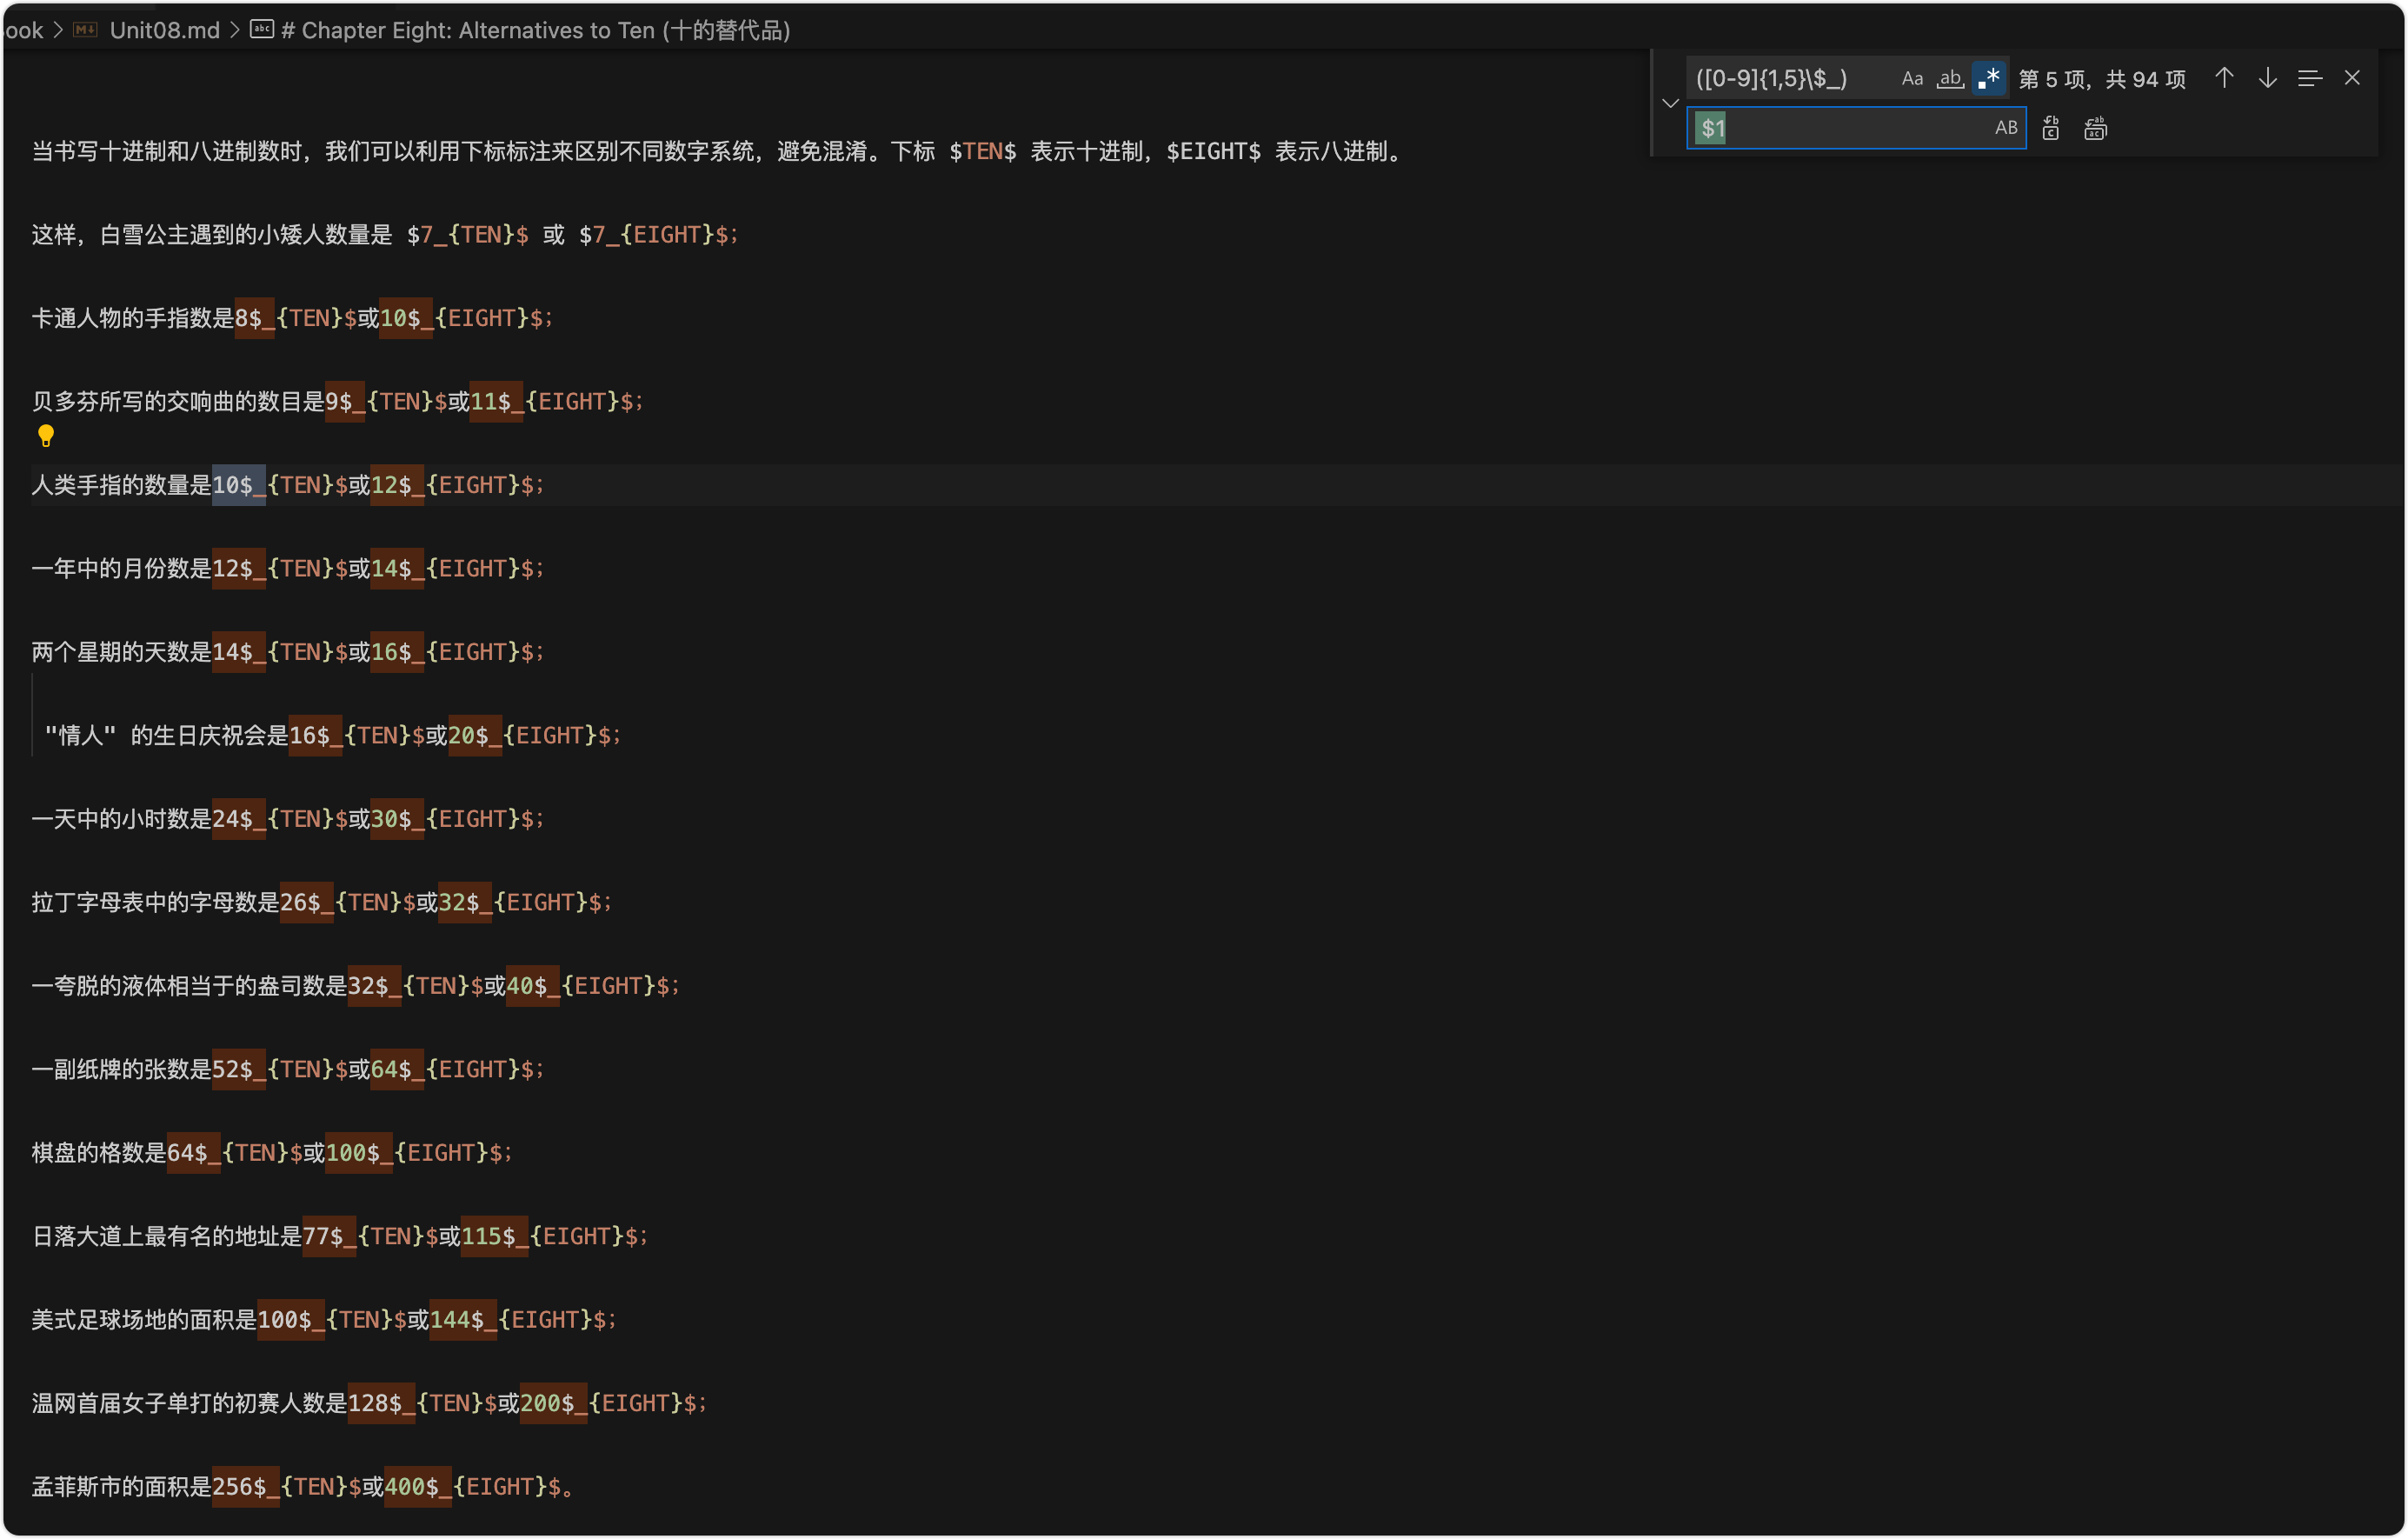 ook > M↓ Unit08.md > abc # Chapter Eight: Alternatives to Ten (十的替代品)
([0-9]{1,5}\$_) Aa ab .* 第 5 项，共 94 项
$1 AB
当书写十进制和八进制数时，我们可以利用下标标注来区别不同数字系统，避免混淆。下标 $TEN$ 表示十进制，$EIGHT$ 表示八进制。
这样，白雪公主遇到的小矮人数量是 $7_{TEN}$ 或 $7_{EIGHT}$；
卡通人物的手指数是8$_{TEN}$或10$_{EIGHT}$；
贝多芬所写的交响曲的数目是9$_{TEN}$或11$_{EIGHT}$；
人类手指的数量是10$_{TEN}$或12$_{EIGHT}$；
一年中的月份数是12$_{TEN}$或14$_{EIGHT}$；
两个星期的天数是14$_{TEN}$或16$_{EIGHT}$；
"情人" 的生日庆祝会是16$_{TEN}$或20$_{EIGHT}$；
一天中的小时数是24$_{TEN}$或30$_{EIGHT}$；
拉丁字母表中的字母数是26$_{TEN}$或32$_{EIGHT}$；
一夸脱的液体相当于的盎司数是32$_{TEN}$或40$_{EIGHT}$；
一副纸牌的张数是52$_{TEN}$或64$_{EIGHT}$；
棋盘的格数是64$_{TEN}$或100$_{EIGHT}$；
日落大道上最有名的地址是77$_{TEN}$或115$_{EIGHT}$；
美式足球场地的面积是100$_{TEN}$或144$_{EIGHT}$；
温网首届女子单打的初赛人数是128$_{TEN}$或200$_{EIGHT}$；
孟菲斯市的面积是256$_{TEN}$或400$_{EIGHT}$。